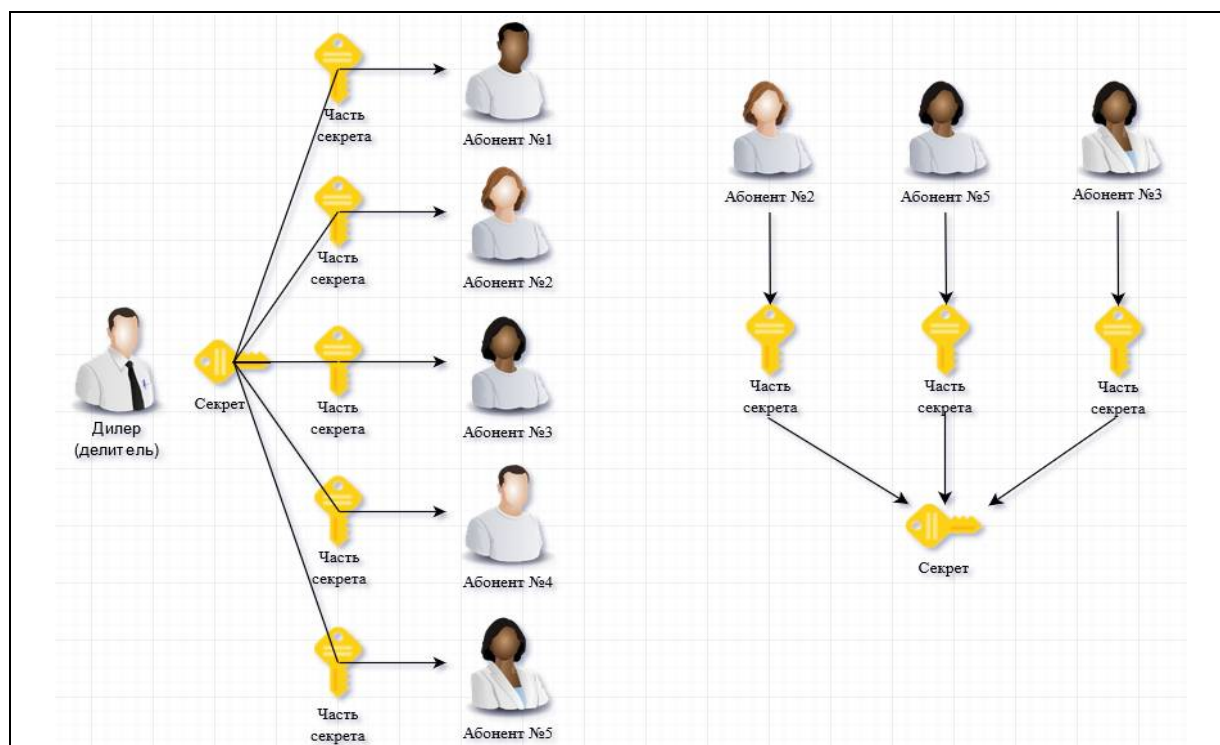 Часть
секрета
Абонент №1
Часть
секрета
Абонент №2
Дилер
(делитель)
Секрет
Часть
секрета
Абонент №3
Часть
секрета
Абонент №4
Часть
секрета
Абонент №5
Абонент №2
Абонент №5
Абонент №3
Часть
секрета
Часть
секрета
Часть
секрета
Секрет